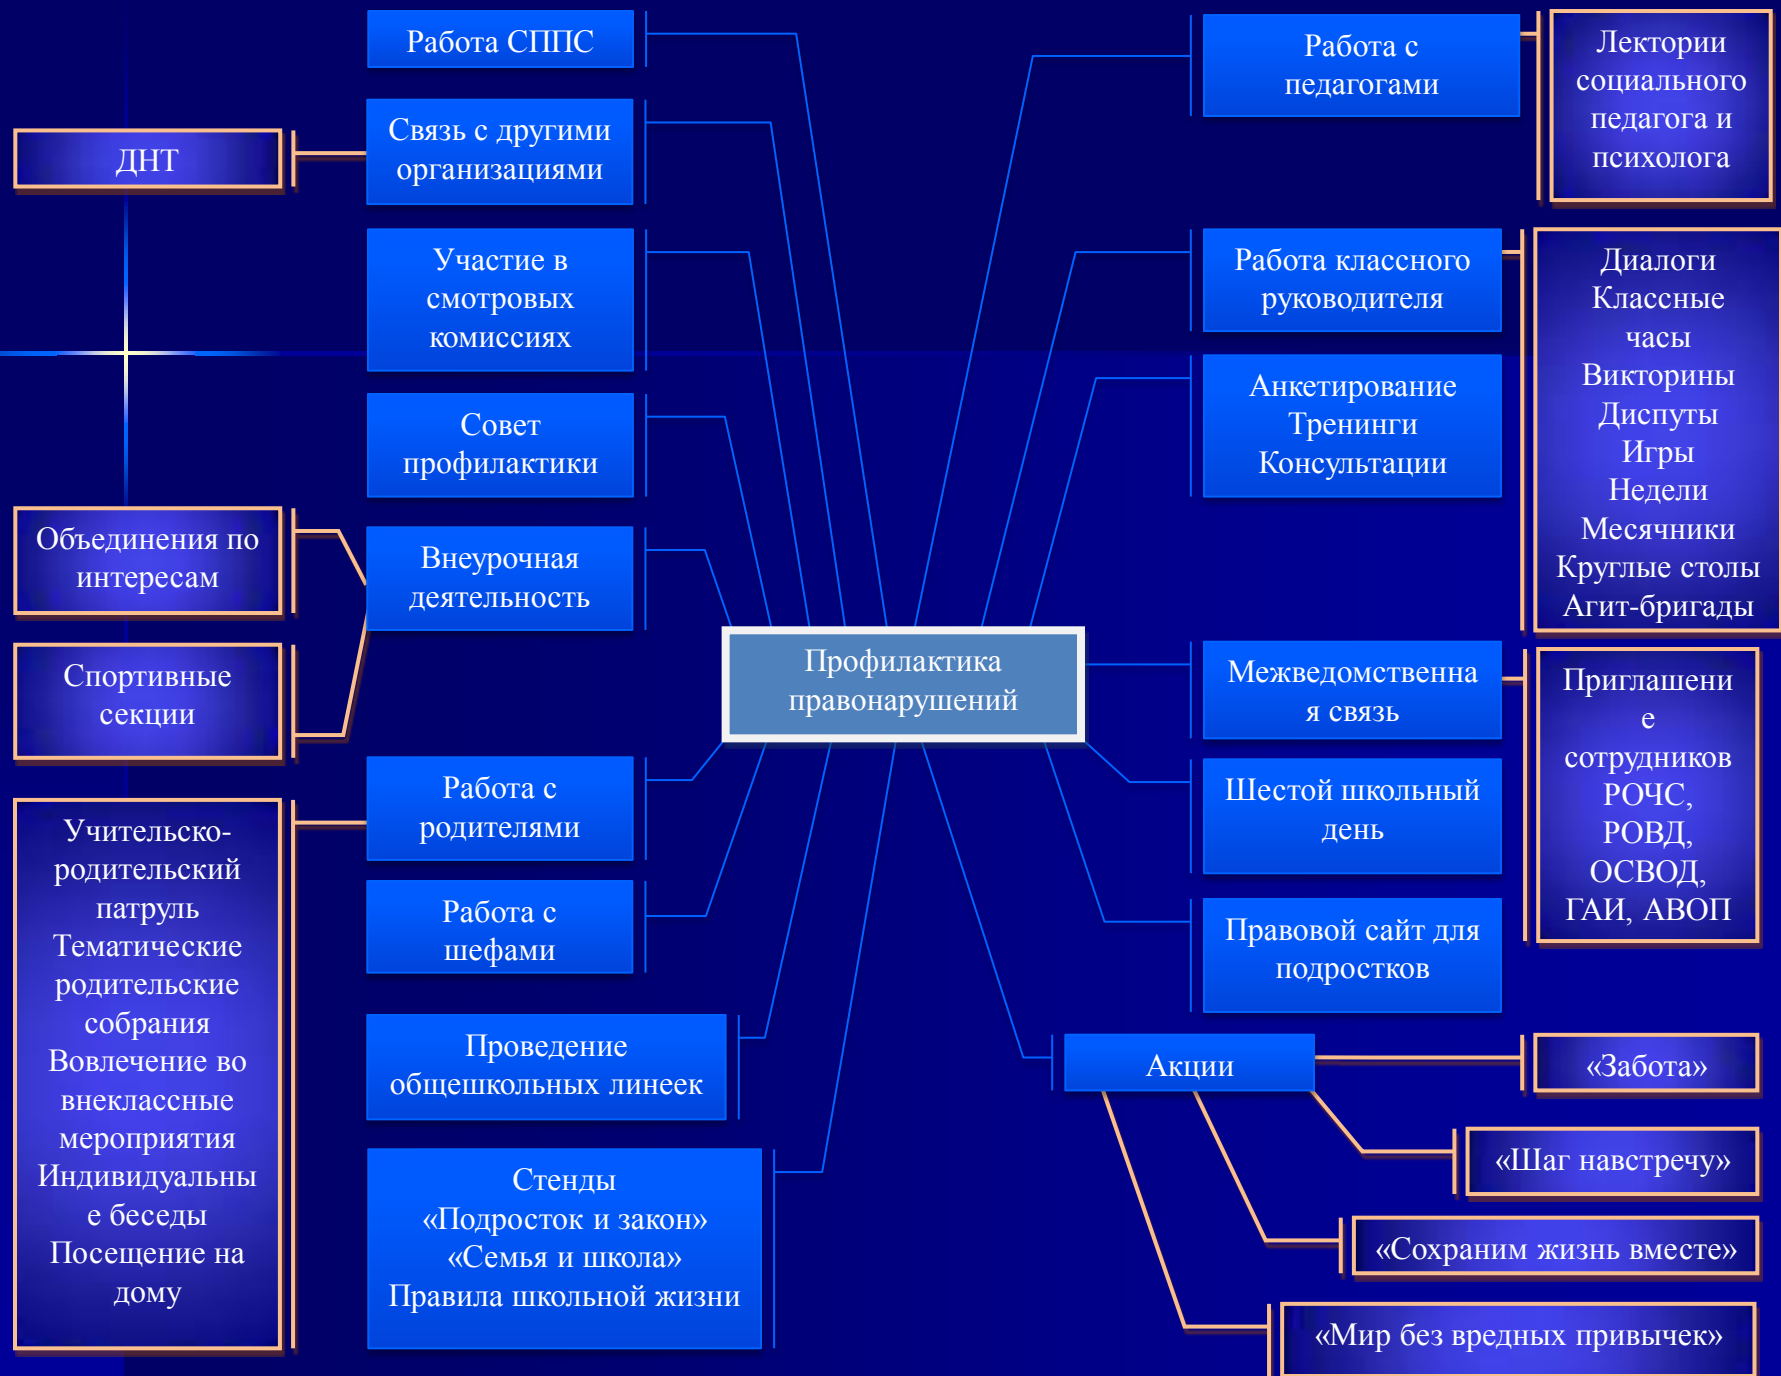 Работа СППС
Связь с другими
организациями
ДНТ
Участие в
смотровых
комиссиях
Совет
профилактики
Внеурочная
деятельность
Объединения по
интересам
Спортивные
секции
Работа с
родителями
Учительско-
родительский
патруль
Тематические
родительские
собрания
Вовлечение во
внеклассные
мероприятия
Индивидуальны
е беседы
Посещение на
дому
Работа с
шефами
Проведение
общешкольных линеек
Стенды
«Подросток и закон»
«Семья и школа»
Правила школьной жизни
Профилактика
правонарушений
Работа с
педагогами
Лектории
социального
педагога и
психолога
Работа классного
руководителя
Диалоги
Классные
часы
Викторины
Диспуты
Игры
Недели
Месячники
Круглые столы
Агит-бригады
Анкетирование
Тренинги
Консультации
Межведомственна
я связь
Приглашени
е
сотрудников
РОЧС,
РОВД,
ОСВОД,
ГАИ, АВОП
Шестой школьный
день
Правовой сайт для
подростков
Акции
«Забота»
«Шаг навстречу»
«Сохраним жизнь вместе»
«Мир без вредных привычек»